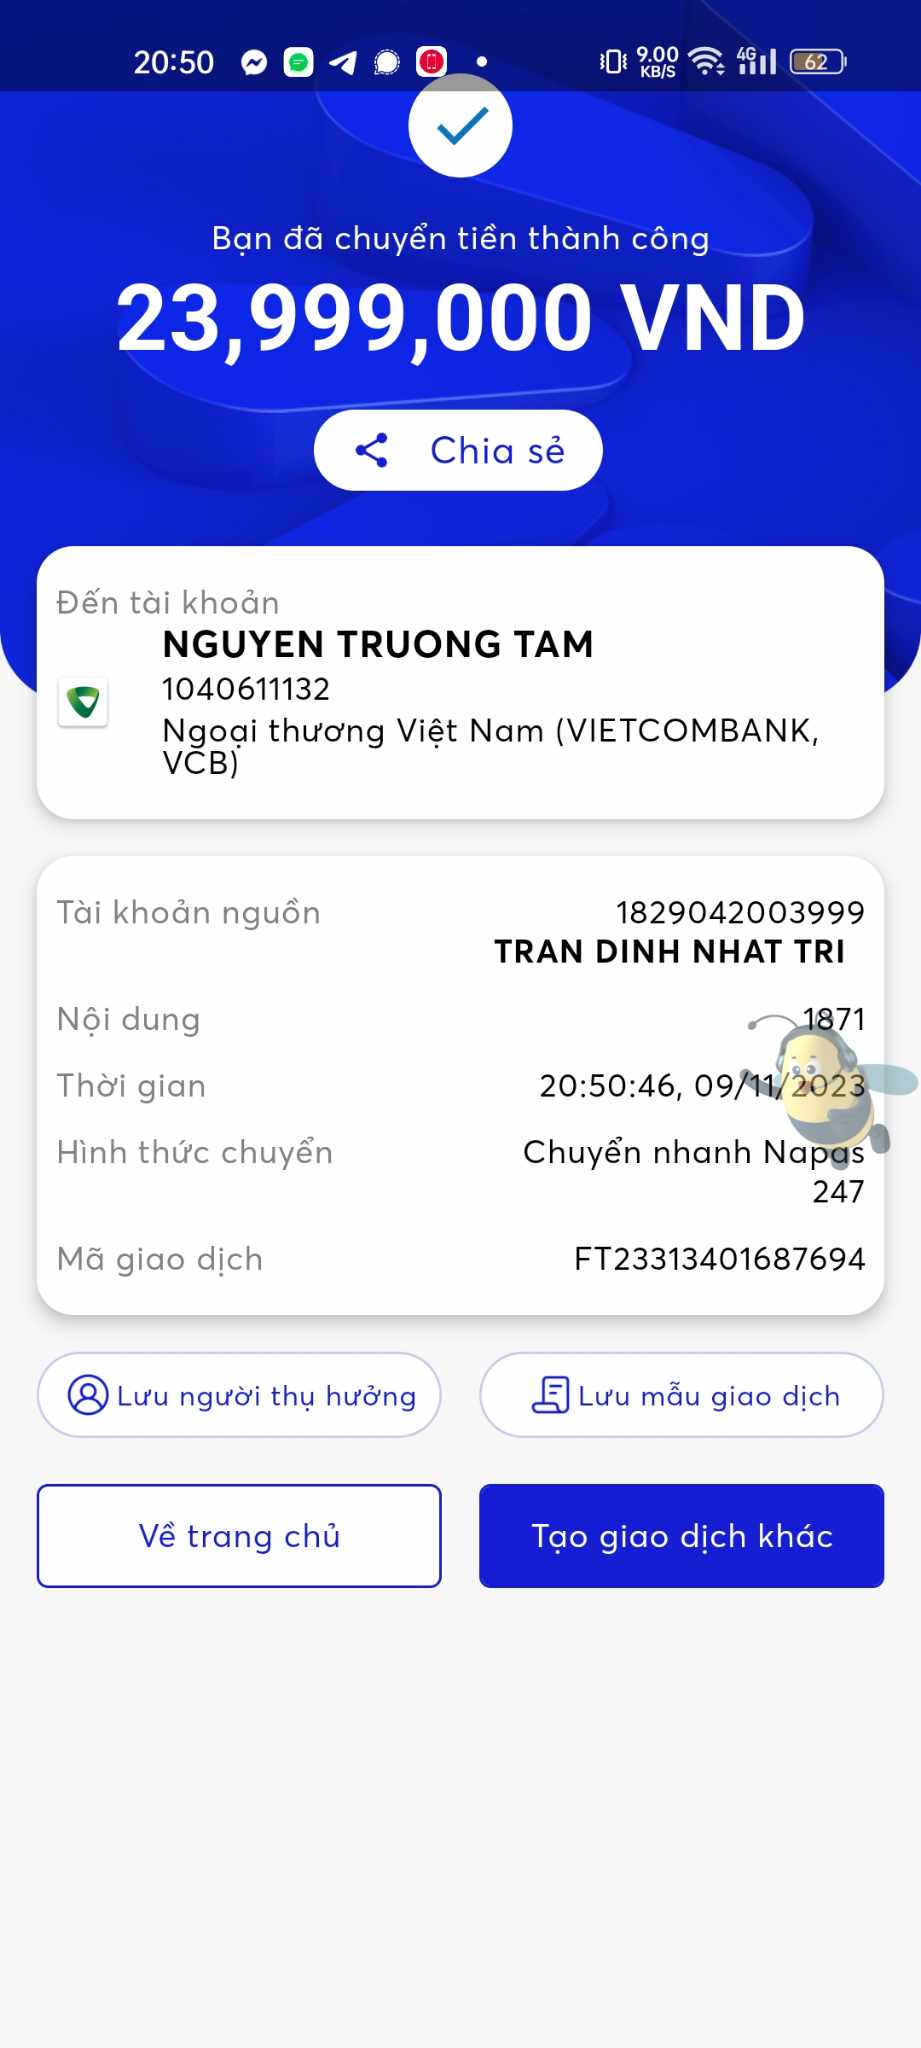 20:50
9.00
KB/S
4G
62
Bạn đã chuyển tiền thành công
23,999,000 VND
Chia sẻ
Đến tài khoản
NGUYEN TRUONG TAM
1040611132
Ngoại thương Việt Nam (VIETCOMBANK,
VCB)
Tài khoản nguồn 1829042003999
TRAN DINH NHAT TRI
Nội dung 1871
Thời gian 20:50:46, 09/11/2023
Hình thức chuyển Chuyển nhanh Napas
247
Mã giao dịch FT23313401687694
Lưu người thụ hưởng
Lưu mẫu giao dịch
Về trang chủ
Tạo giao dịch khác